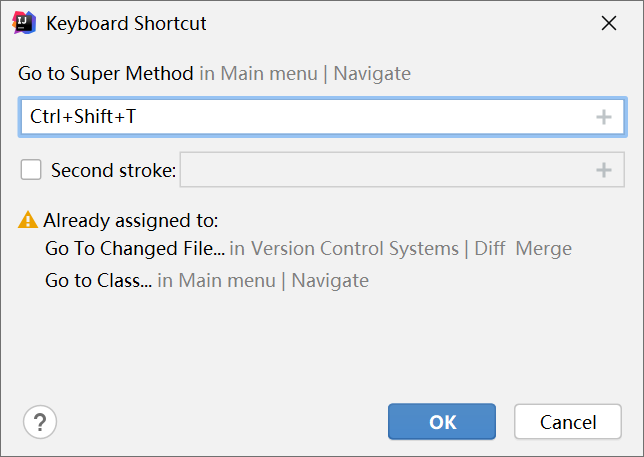 IJ
Keyboard Shortcut
Go to Super Method in Main menu | Navigate
Ctrl+Shift+T
Second stroke:
Already assigned to:
Go To Changed File... in Version Control Systems | Diff Merge
Go to Class... in Main menu | Navigate
?
OK
Cancel